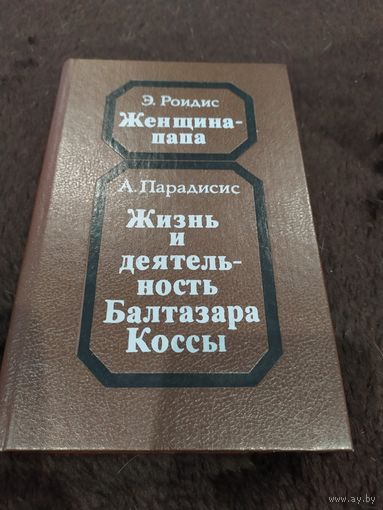 Э. Роидис
Женщина-
папа
А. Парадисис
Жизнь
и
деятель-
ность
Балтазара
Коссы
www.ay.by